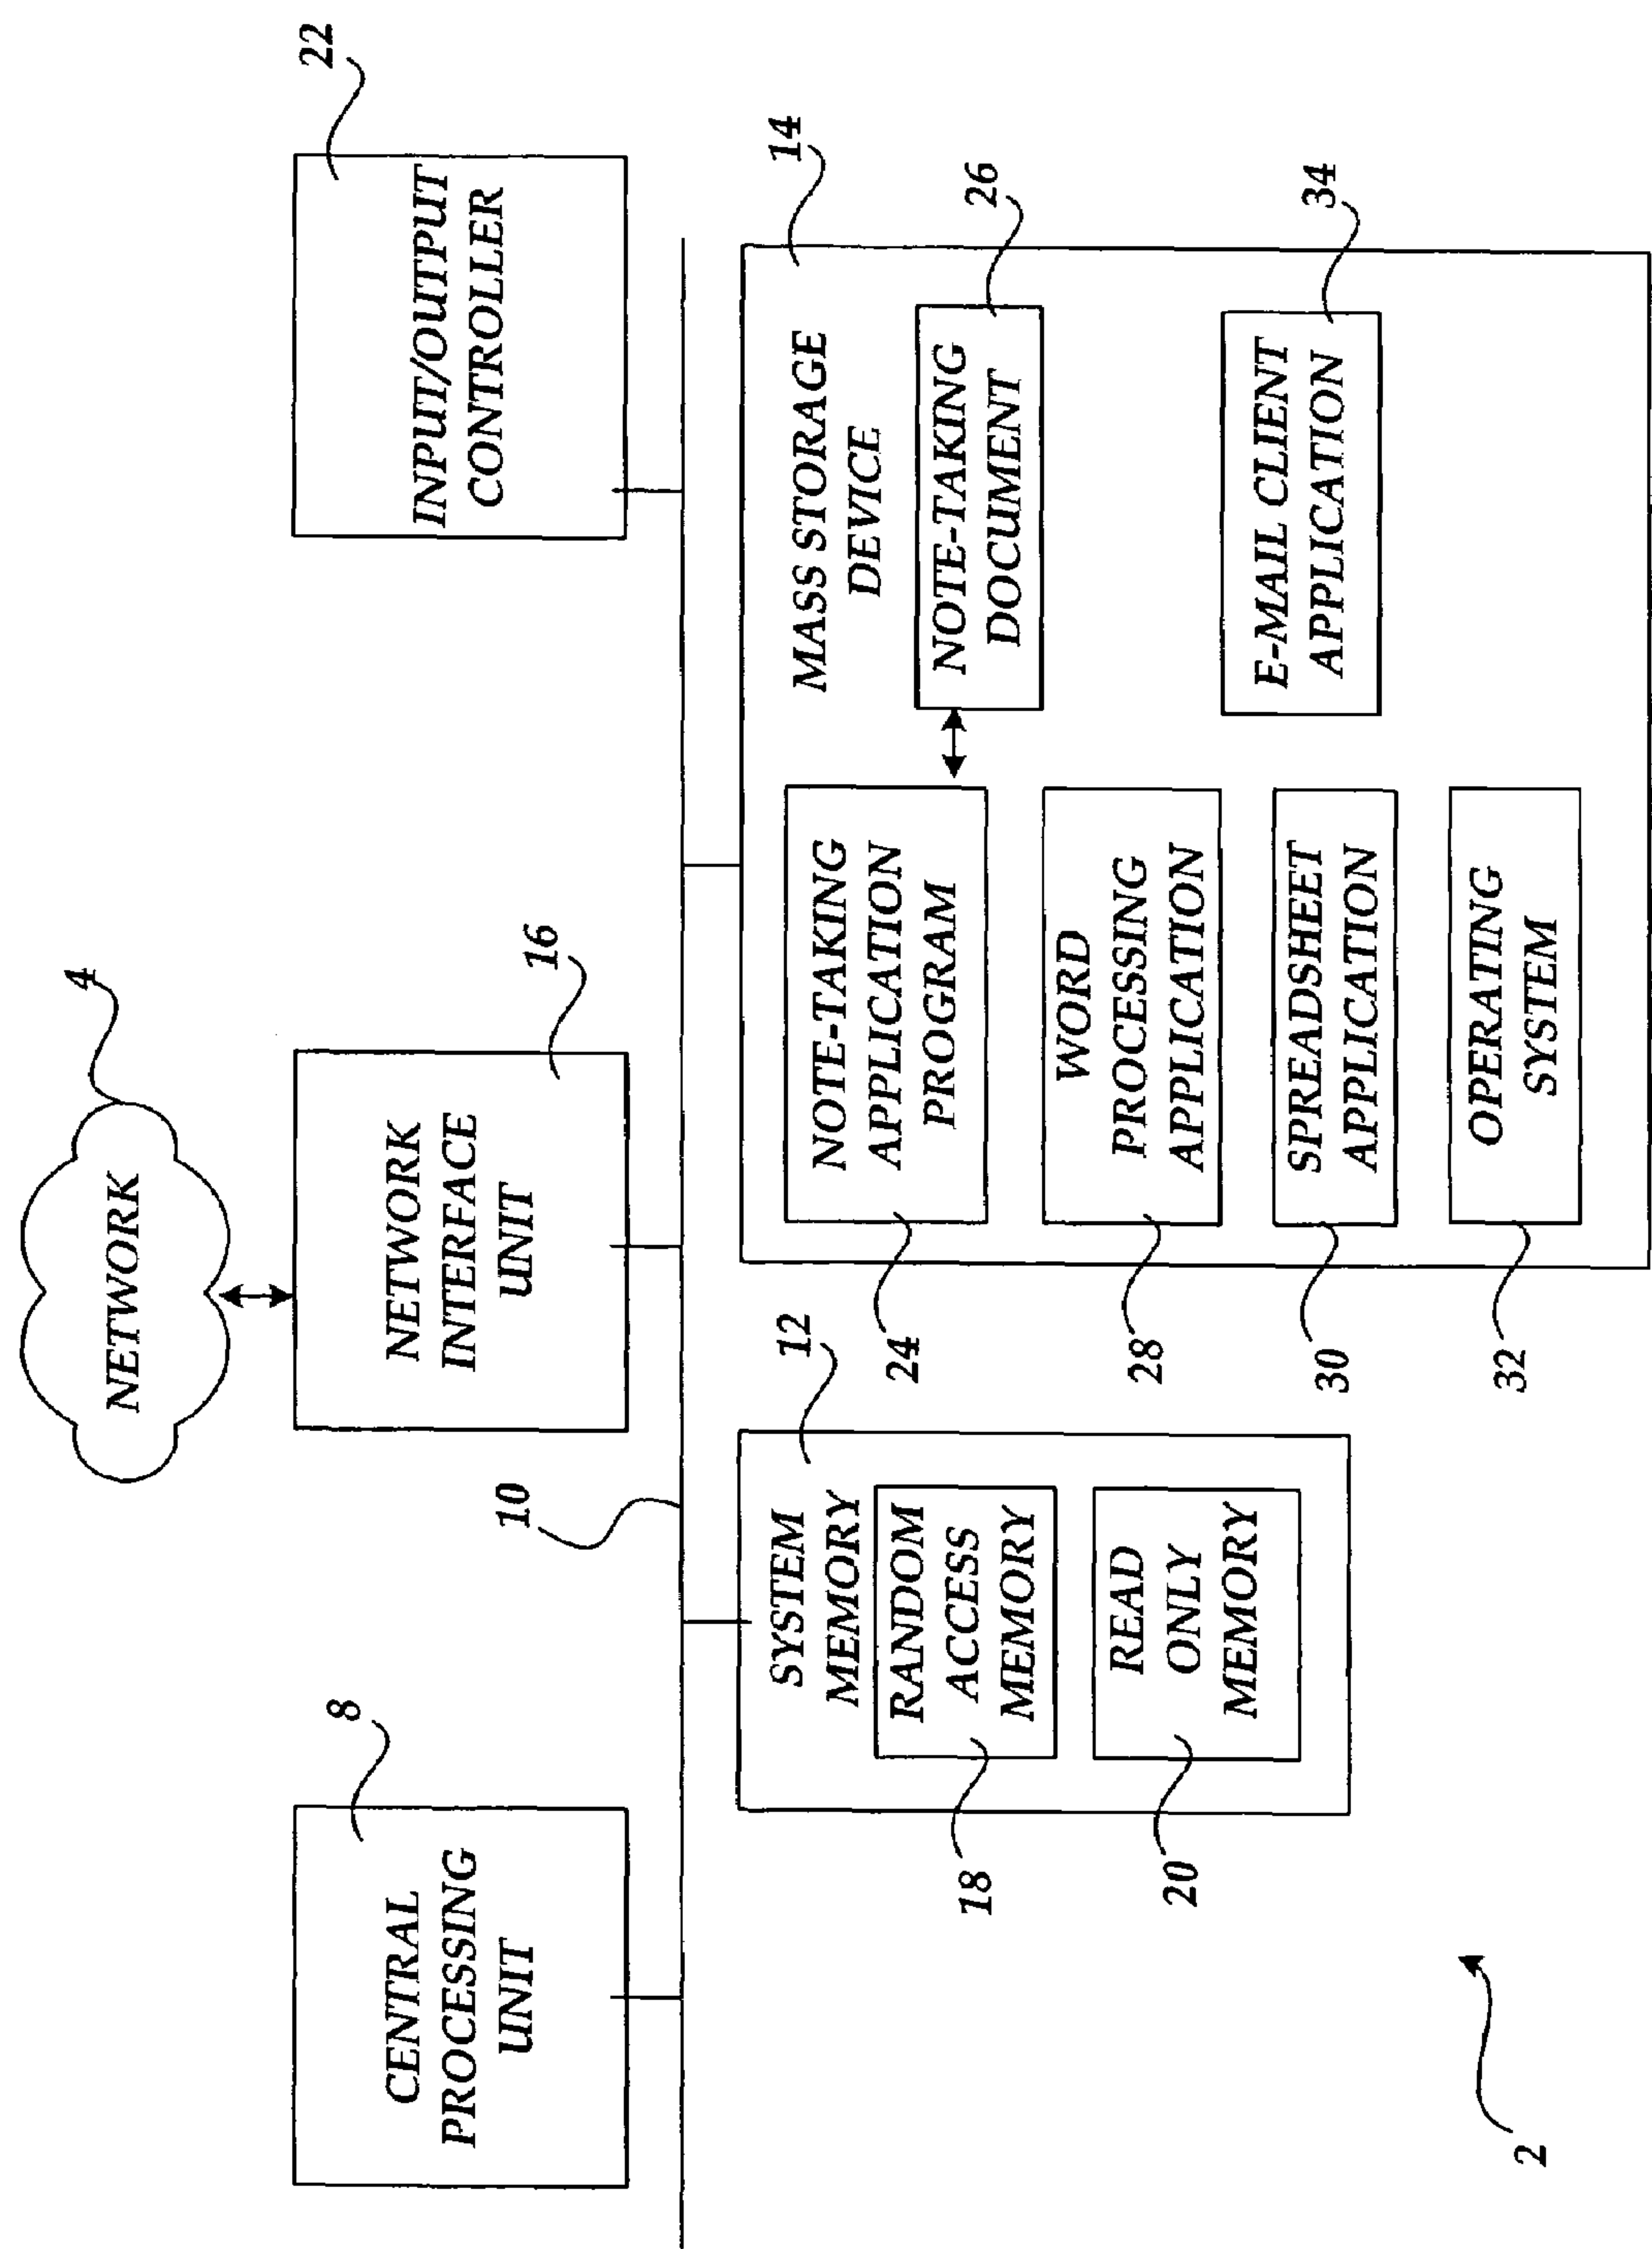 4
NETWORK
8
CENTRAL
PROCESSING
UNIT
16
NETWORK
INTERFACE
UNIT
22
INPUT/OUTPUT
CONTROLLER
10
12
SYSTEM
MEMORY
RANDOM
ACCESS
MEMORY
18
READ
ONLY
MEMORY
20
14
MASS STORAGE
DEVICE
NOTE-TAKING
APPLICATION
PROGRAM
24
NOTE-TAKING
DOCUMENT
26
WORD
PROCESSING
APPLICATION
28
SPREADSHEET
APPLICATION
30
E-MAIL CLIENT
APPLICATION
34
OPERATING
SYSTEM
32
2